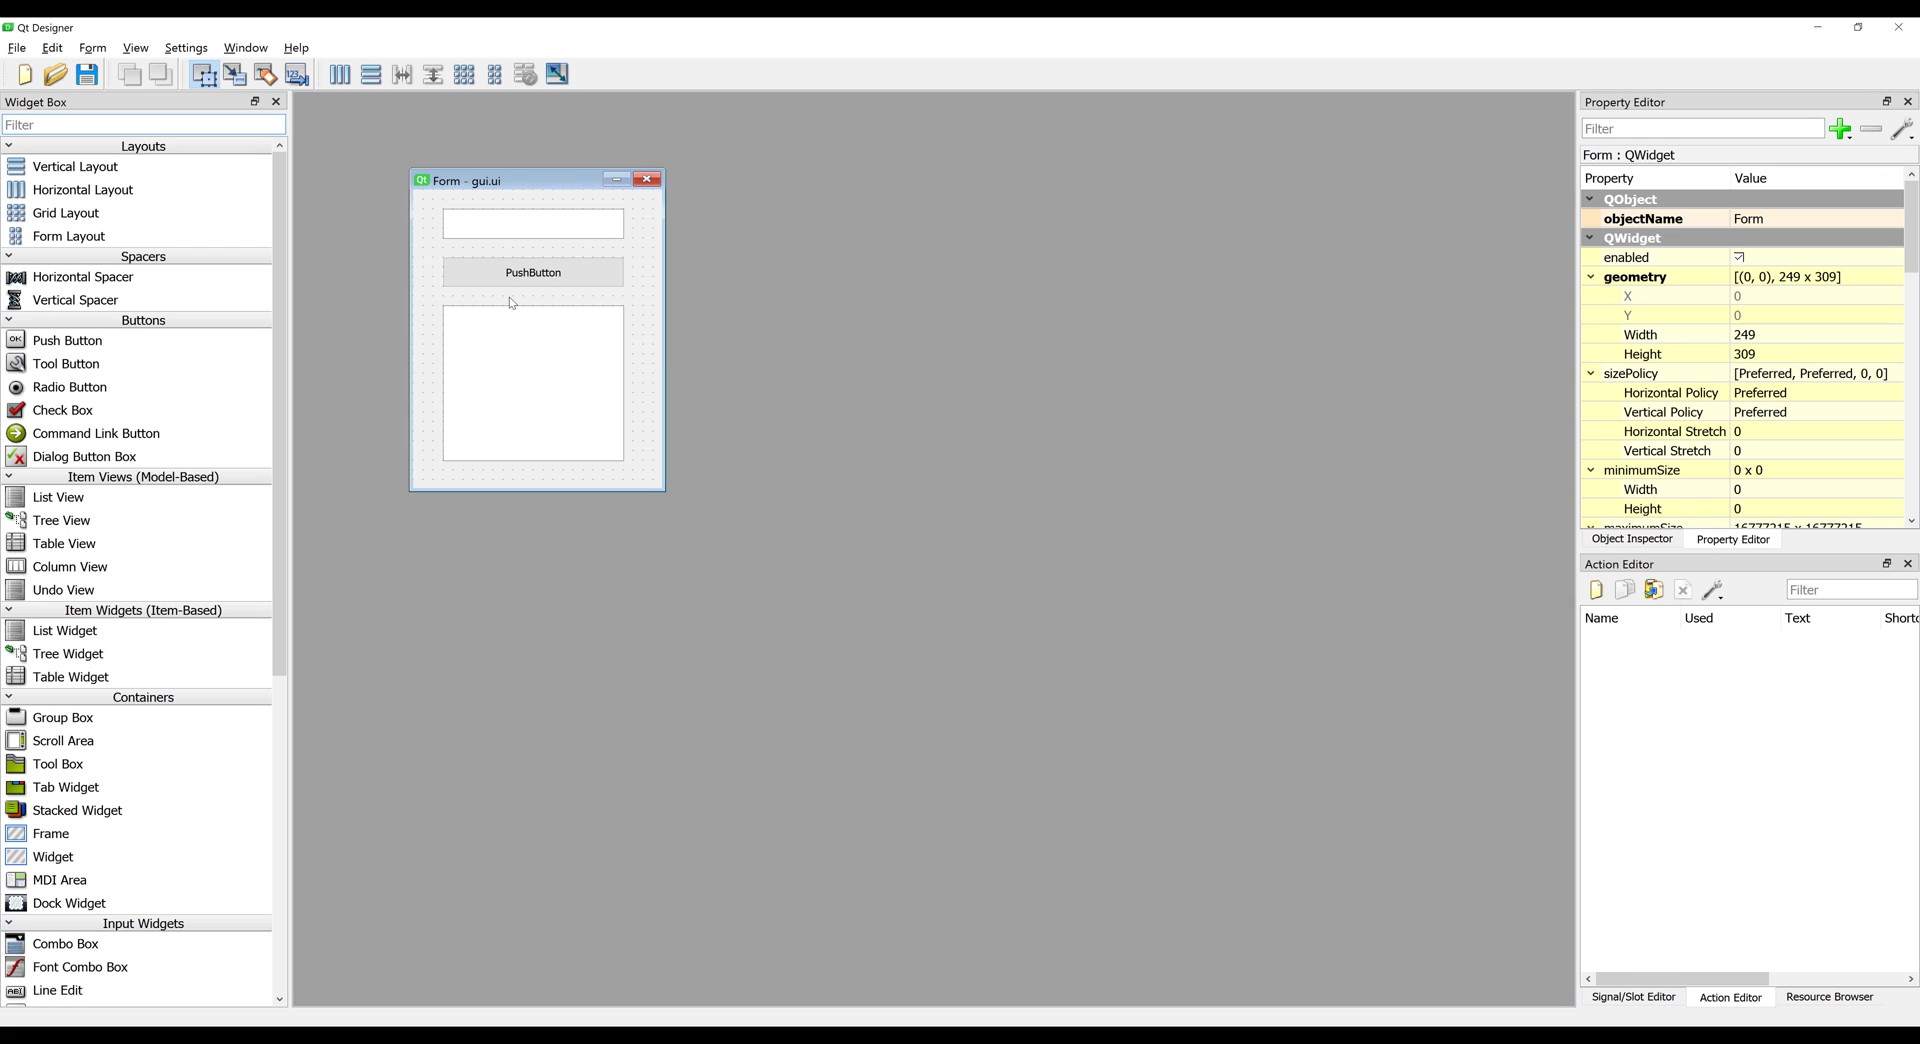 Qt Designer
File Edit Form View Settings Window Help
Widget Box
Filter
Layouts
Vertical Layout
Horizontal Layout
Grid Layout
Form Layout
Spacers
Horizontal Spacer
Vertical Spacer
Buttons
Push Button
Tool Button
Radio Button
Check Box
Command Link Button
Dialog Button Box
Item Views (Model-Based)
List View
Tree View
Table View
Column View
Undo View
Item Widgets (Item-Based)
List Widget
Tree Widget
Table Widget
Containers
Group Box
Scroll Area
Tool Box
Tab Widget
Stacked Widget
Frame
Widget
MDI Area
Dock Widget
Input Widgets
Combo Box
Font Combo Box
Line Edit
Form - gui.ui
PushButton
Property Editor
Filter
Form : QWidget
Property Value
QObject
objectName Form
QWidget
enabled
geometry [(0, 0), 249 x 309]
X 0
Y 0
Width 249
Height 309
sizePolicy [Preferred, Preferred, 0, 0]
Horizontal Policy Preferred
Vertical Policy Preferred
Horizontal Stretch 0
Vertical Stretch 0
minimumSize 0 x 0
Width 0
Height 0
maximumSize 16777215 x 16777215
Object Inspector Property Editor
Action Editor
Filter
Name Used Text Shortc
Signal/Slot Editor Action Editor Resource Browser